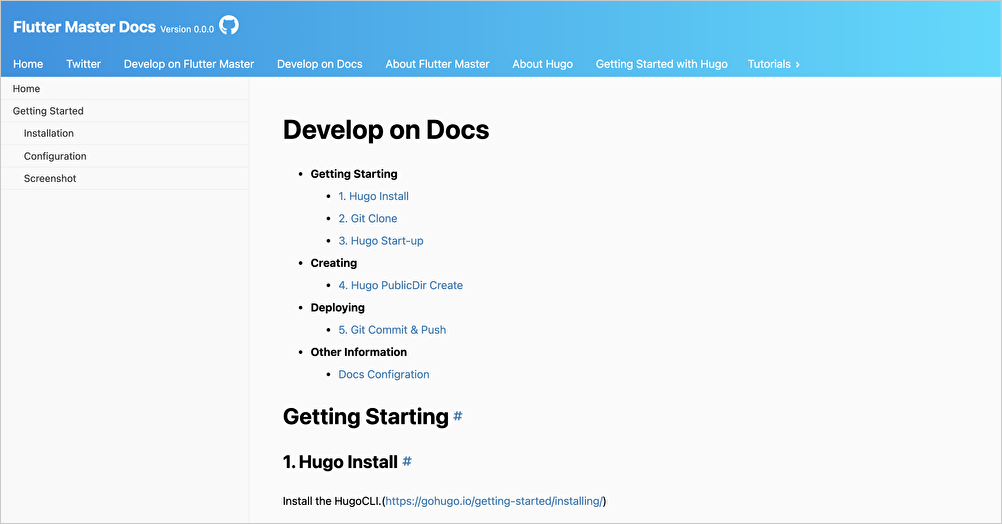 Flutter Master Docs Version 0.0.0
Home Twitter Develop on Flutter Master Develop on Docs About Flutter Master About Hugo Getting Started with Hugo Tutorials ›
Home
Getting Started
Installation
Configuration
Screenshot
Develop on Docs
• Getting Starting
• 1. Hugo Install
• 2. Git Clone
• 3. Hugo Start-up
• Creating
• 4. Hugo PublicDir Create
• Deploying
• 5. Git Commit & Push
• Other Information
• Docs Configration
Getting Starting #
1. Hugo Install #
Install the HugoCLI.(https://gohugo.io/getting-started/installing/)